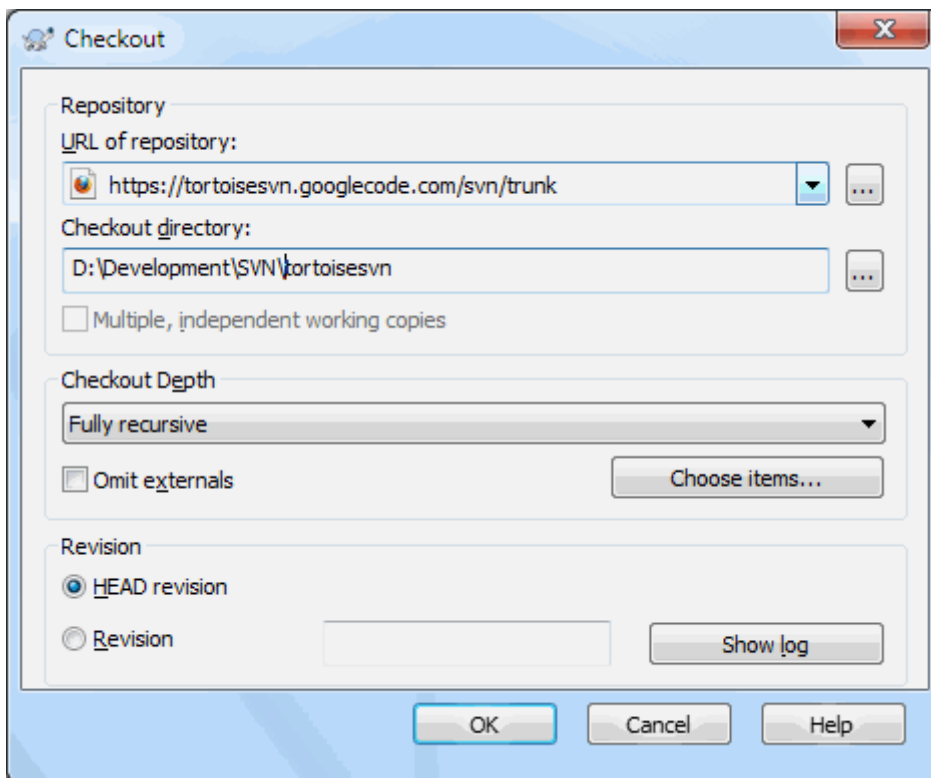 Checkout
Repository
URL of repository:
https://tortoisesvn.googlecode.com/svn/trunk
...
Checkout directory:
D:\Development\SVN\tortoisesvn
...
Multiple, independent working copies
Checkout Depth
Fully recursive
Omit externals
Choose items...
Revision
HEAD revision
Revision
Show log
OK
Cancel
Help